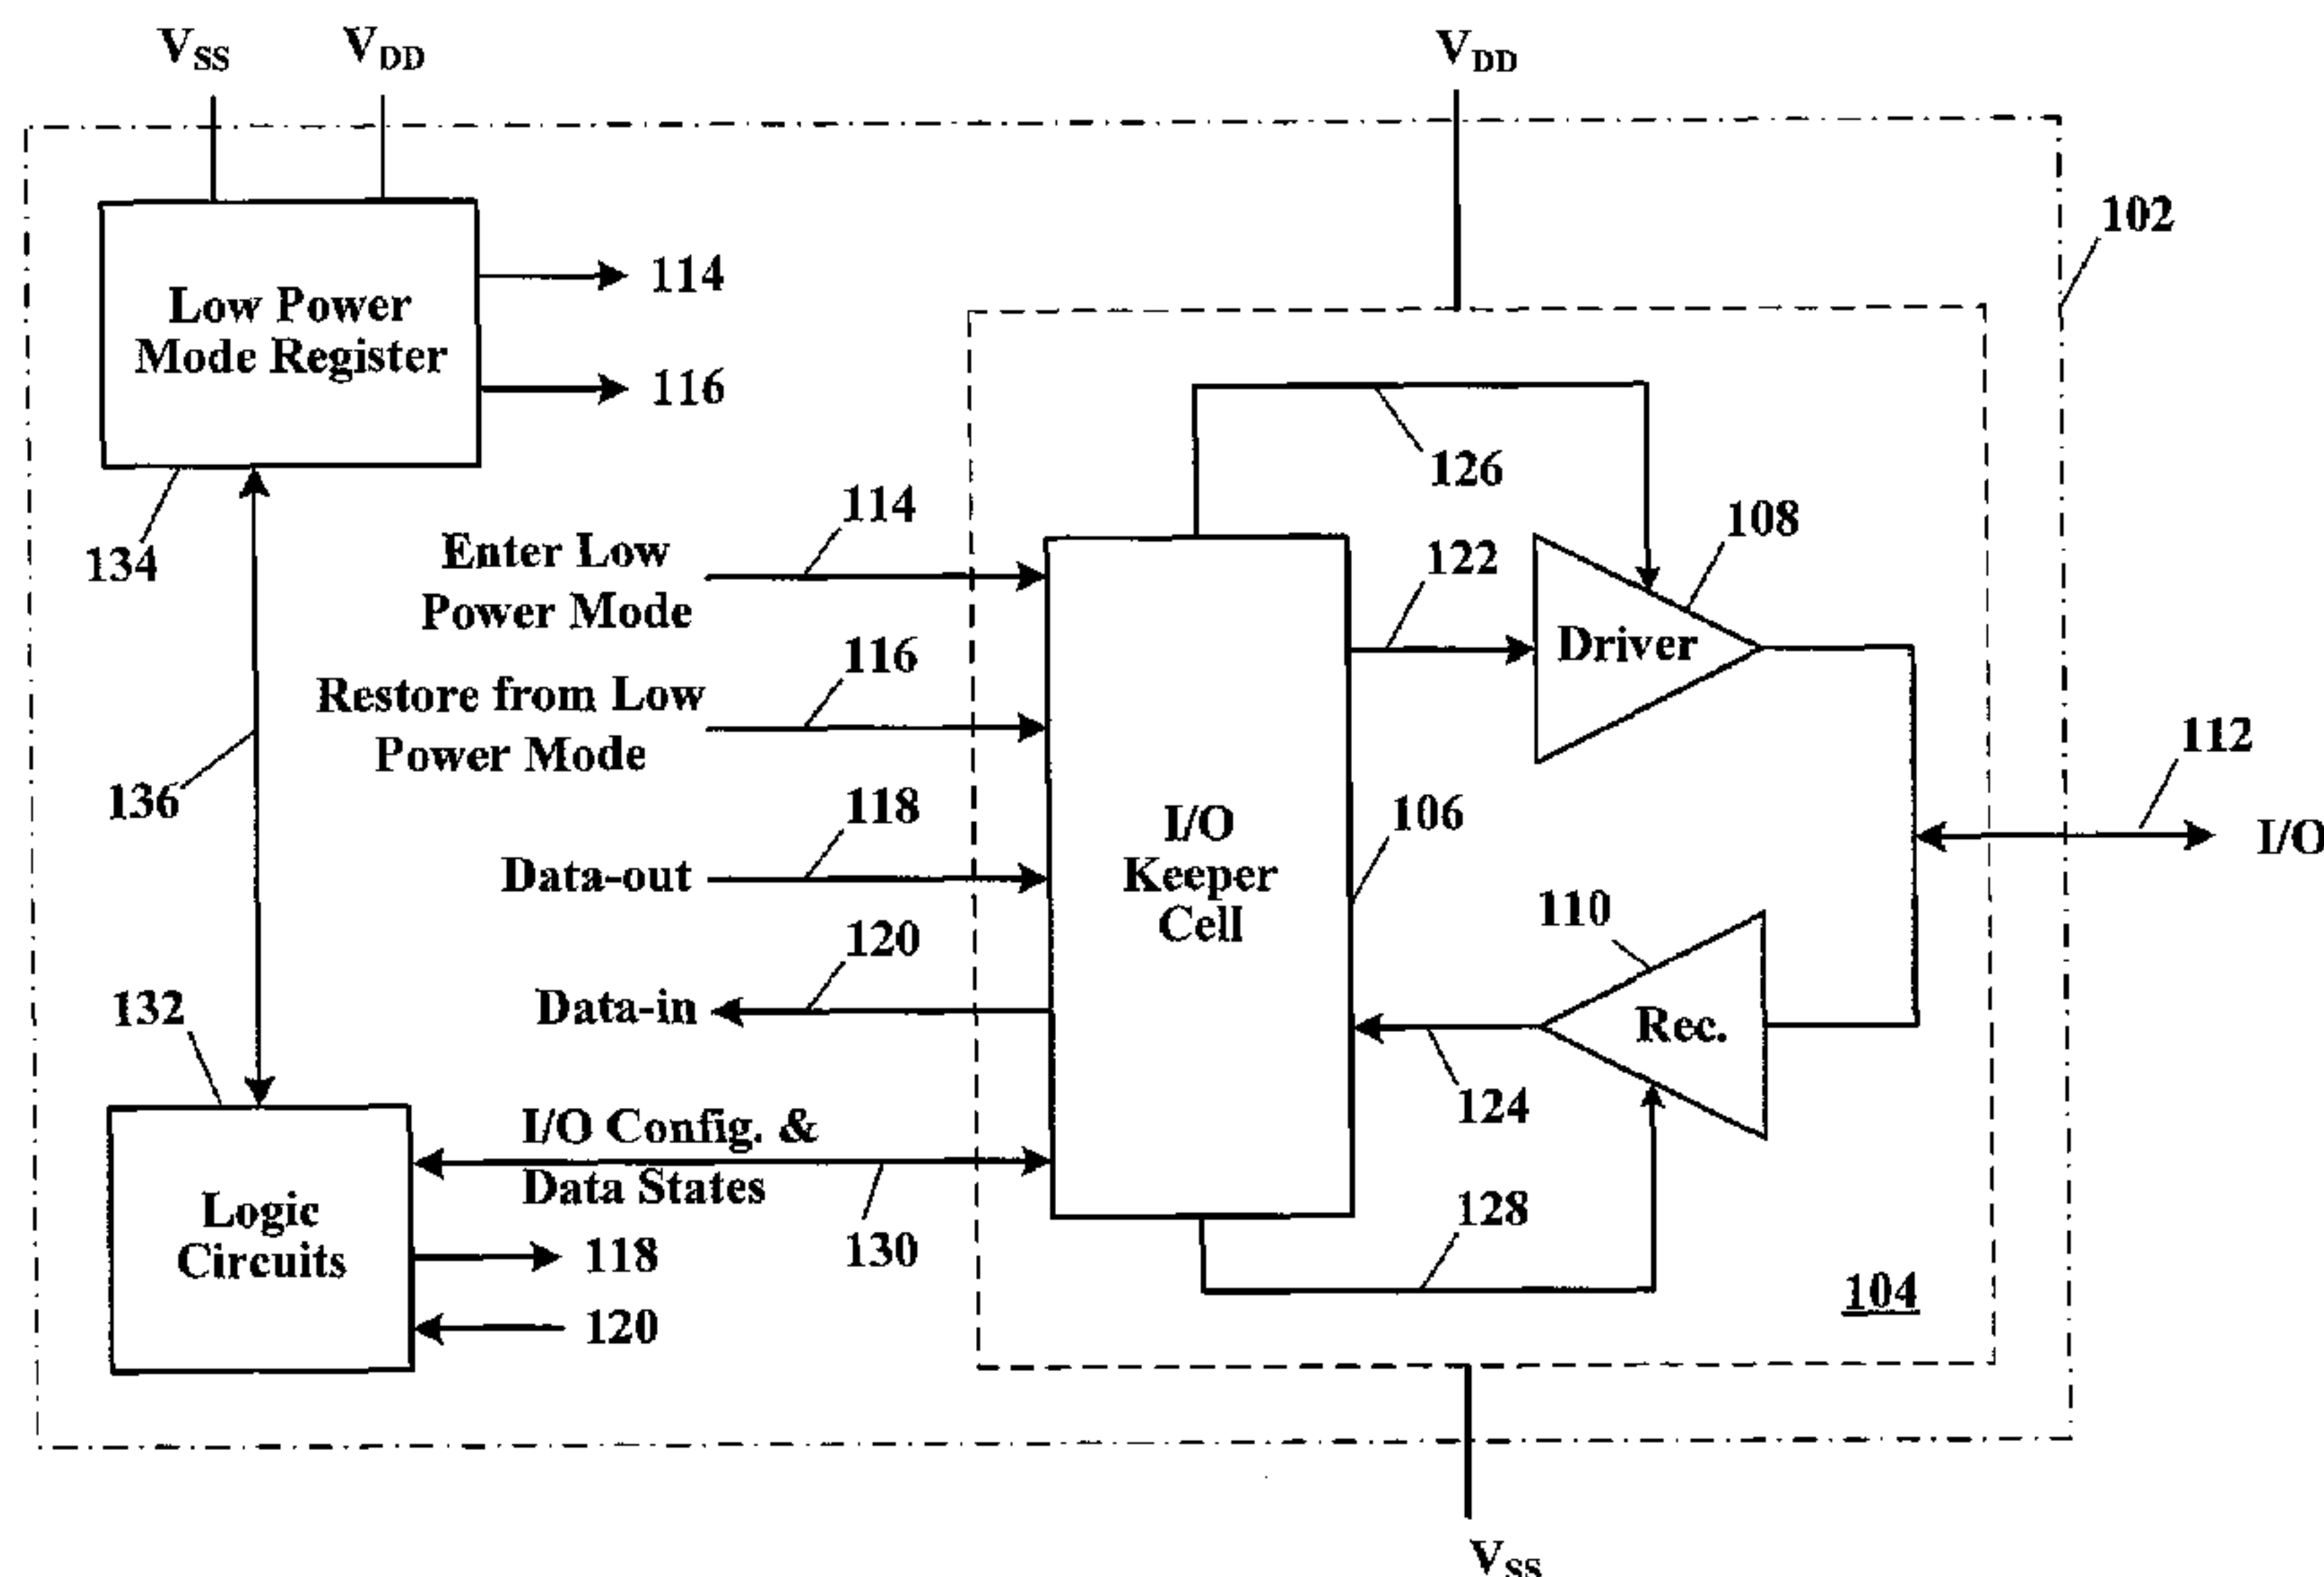 VSS
VDD
VDD
102
Low Power
Mode Register
114
116
134
136
Enter Low
Power Mode
114
Restore from Low
Power Mode
116
Data-out
118
Data-in
120
I/O Config. &
Data States
130
132
Logic
Circuits
118
120
I/O
Keeper
Cell
106
126
122
108
Driver
112
I/O
110
Rec.
124
128
104
VSS